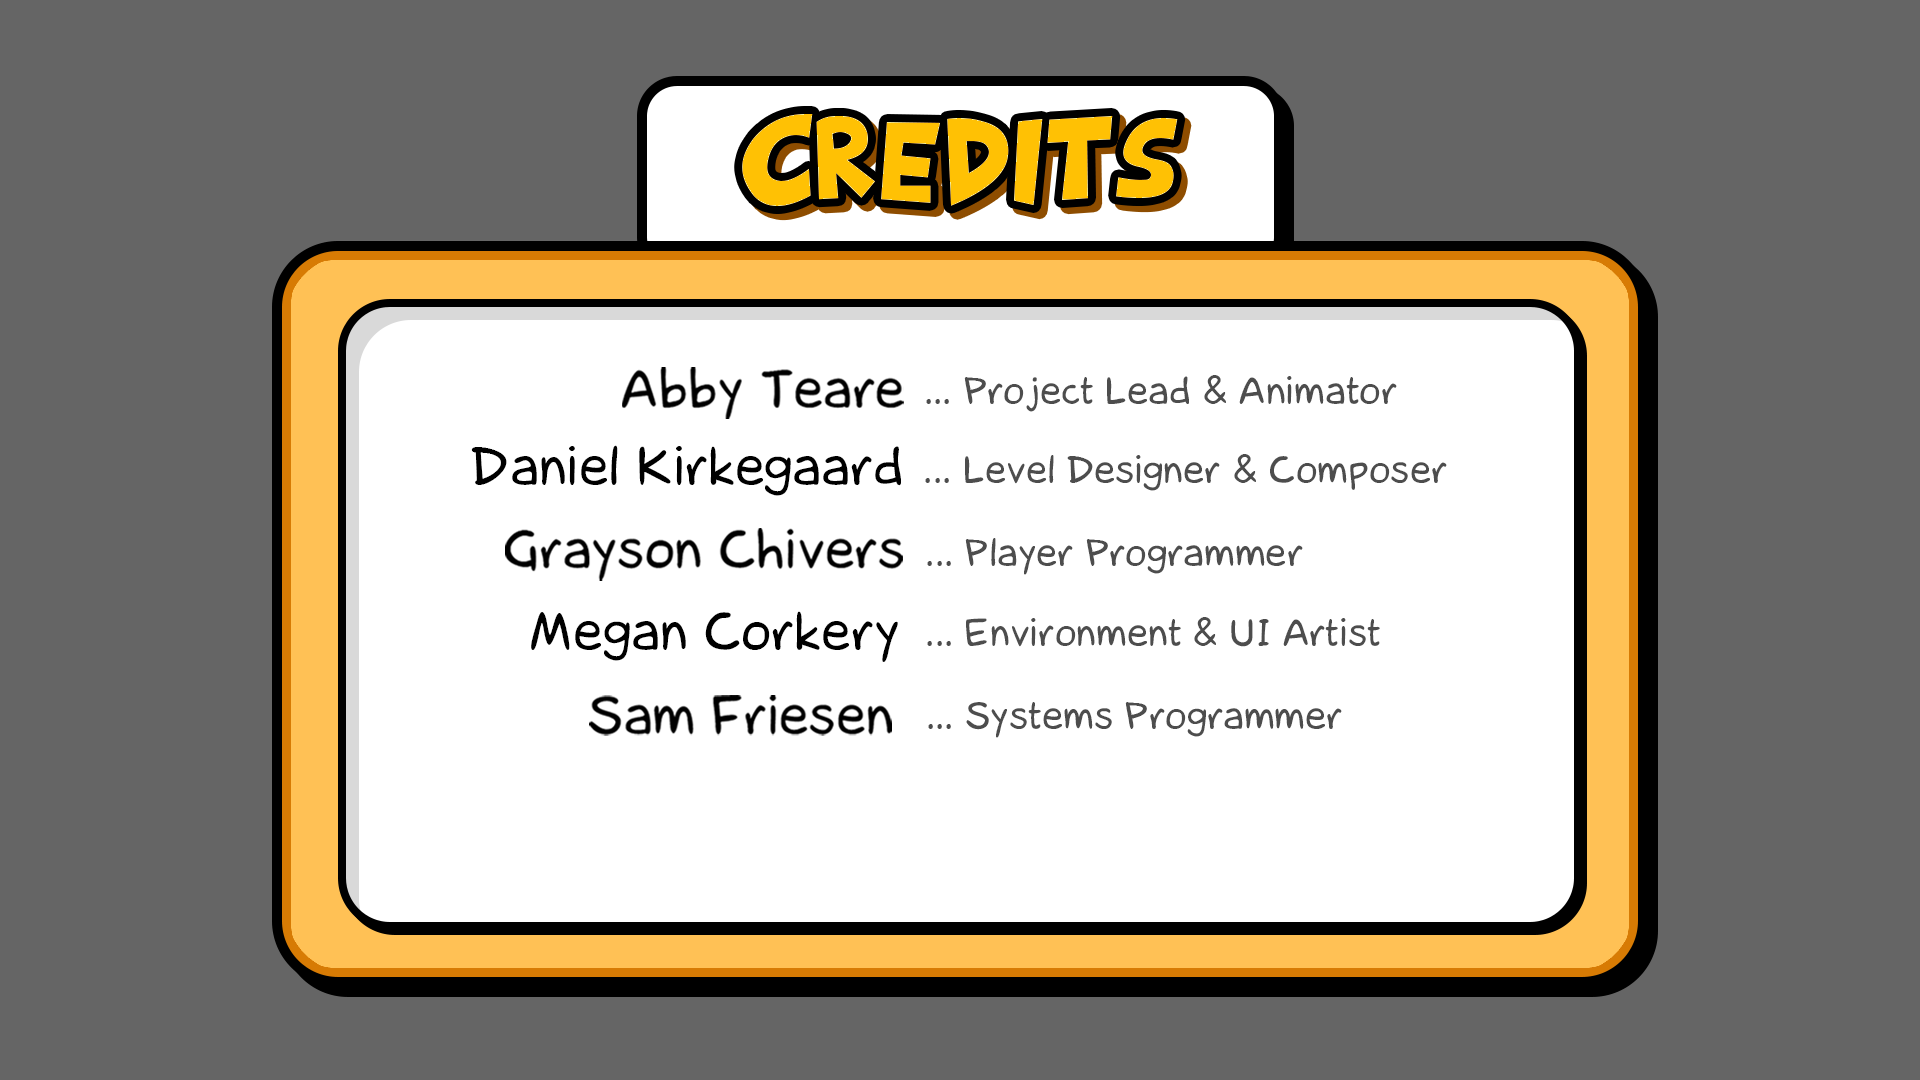 CREDITS
Abby Teare ... Project Lead & Animator
Daniel Kirkegaard ... Level Designer & Composer
Grayson Chivers ... Player Programmer
Megan Corkery ... Environment & UI Artist
Sam Friesen ... Systems Programmer